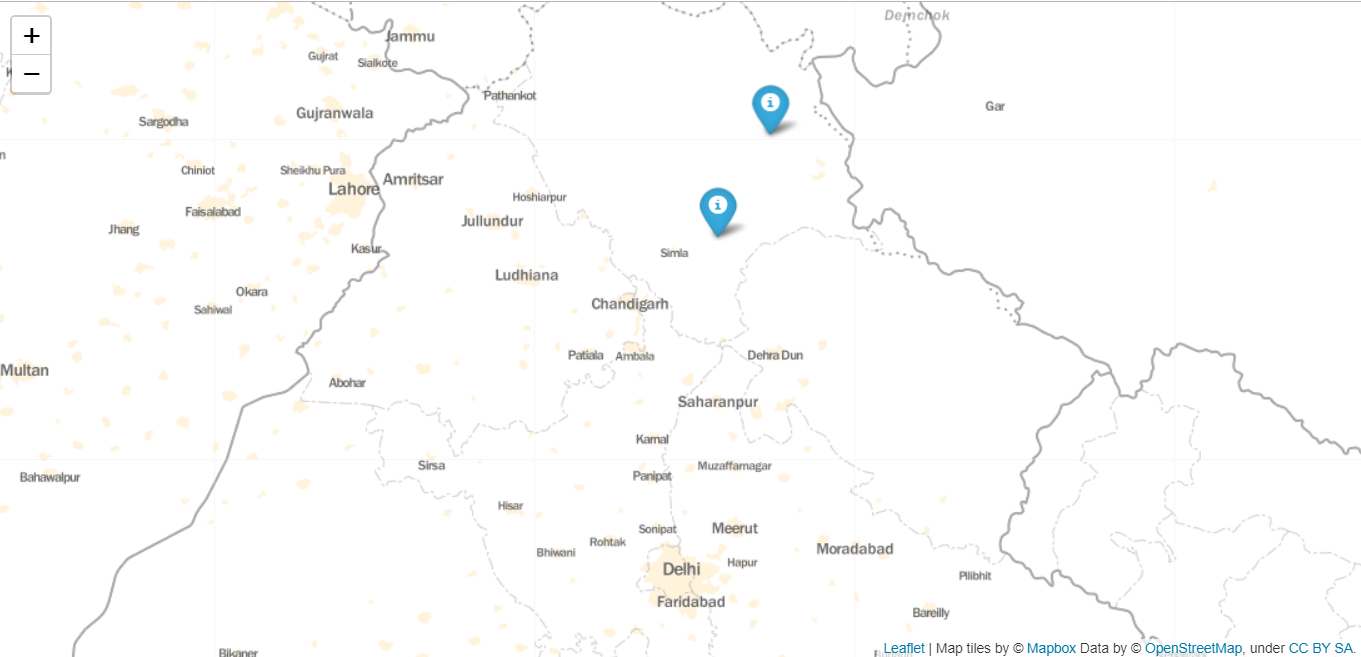 Demchok
+
Jammu
Gujrat
Sialkote
−
Pathankot
Gar
Gujranwala
Sargodha
Chiniot
Sheikhu Pura
Amritsar
Lahore
Hoshiarpur
Faisalabad
Jullundur
Jhang
Kasur
Simla
Ludhiana
Okara
Chandigarh
Sahiwal
Patiala
Ambala
Dehra Dun
Multan
Abohar
Saharanpur
Karnal
Sirsa
Muzaffarnagar
Bahawalpur
Panipat
Hisar
Sonipat
Meerut
Rohtak
Bhiwani
Moradabad
Hapur
Delhi
Pilibhit
Faridabad
Bareilly
Bikaner
Leaflet | Map tiles by © Mapbox Data by © OpenStreetMap, under CC BY SA.